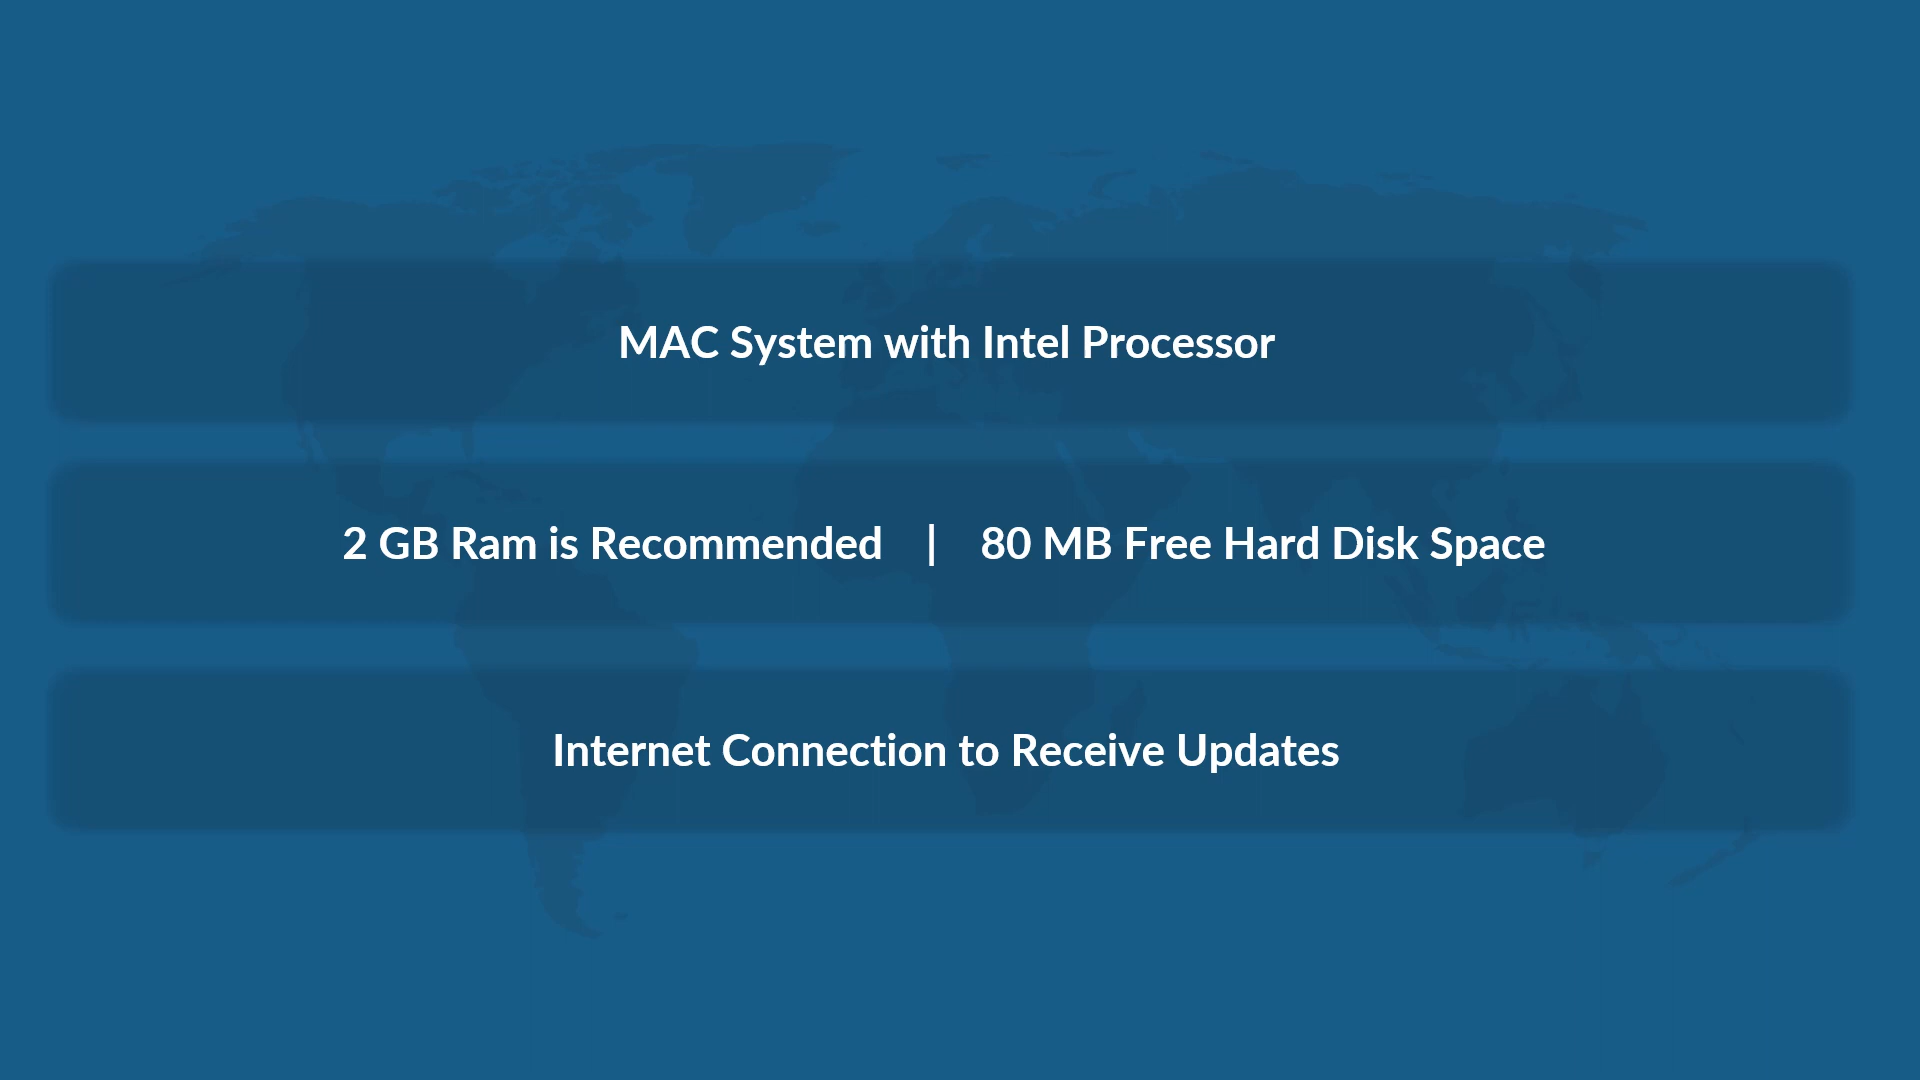 MAC System with Intel Processor
2 GB Ram is Recommended | 80 MB Free Hard Disk Space
Internet Connection to Receive Updates